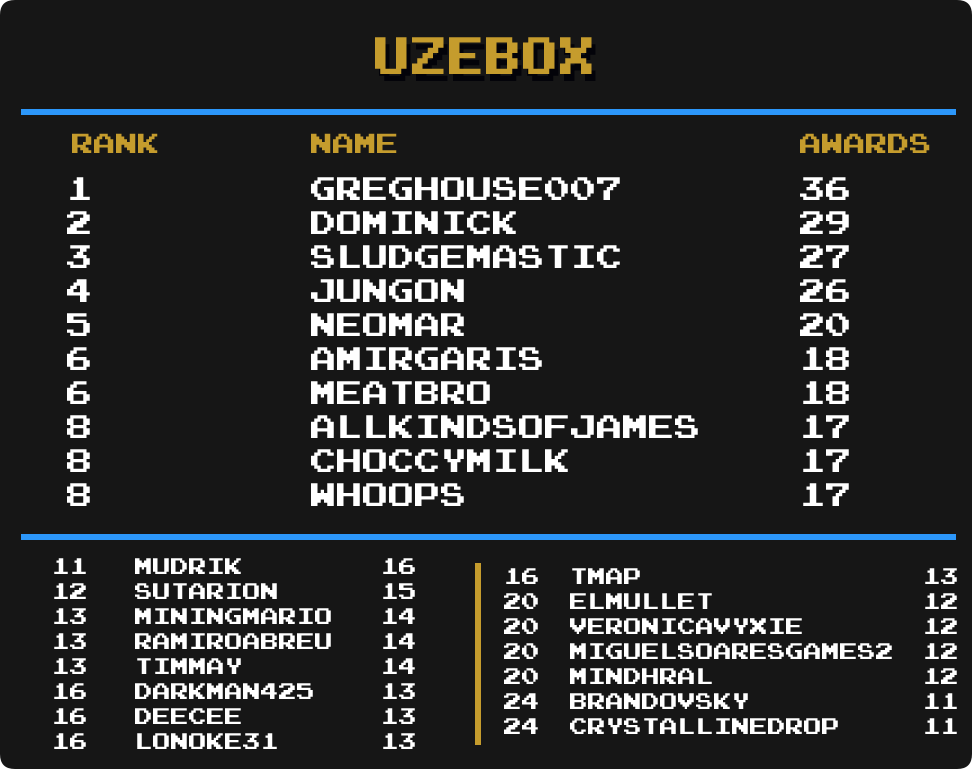 UZEBOX
RANK NAME AWARDS
1 GREGHOUSE007 36
2 DOMINICK 29
3 SLUDGEMASTIC 27
4 JUNGON 26
5 NEOMAR 20
6 AMIRGARIS 18
6 MEATBRO 18
8 ALLKINDSOFJAMES 17
8 CHOCCYMILK 17
8 WHOOPS 17
11 MUDRIK 16
12 SUTARION 15
13 MININGMARIO 14
13 RAMIROABREU 14
13 TIMMAY 14
16 DARKMAN425 13
16 DEECEE 13
16 LONOKE31 13
16 TMAP 13
20 ELMULLET 12
20 VERONICAVYXIE 12
20 MIGUELSOARESGAMES2 12
20 MINDHRAL 12
24 BRANDOVSKY 11
24 CRYSTALLINEDROP 11